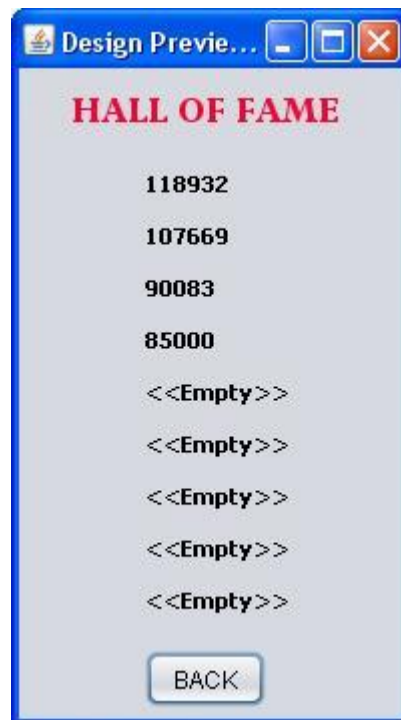 Design Previe...
HALL OF FAME
118932
107669
90083
85000
<<Empty>>
<<Empty>>
<<Empty>>
<<Empty>>
<<Empty>>
BACK